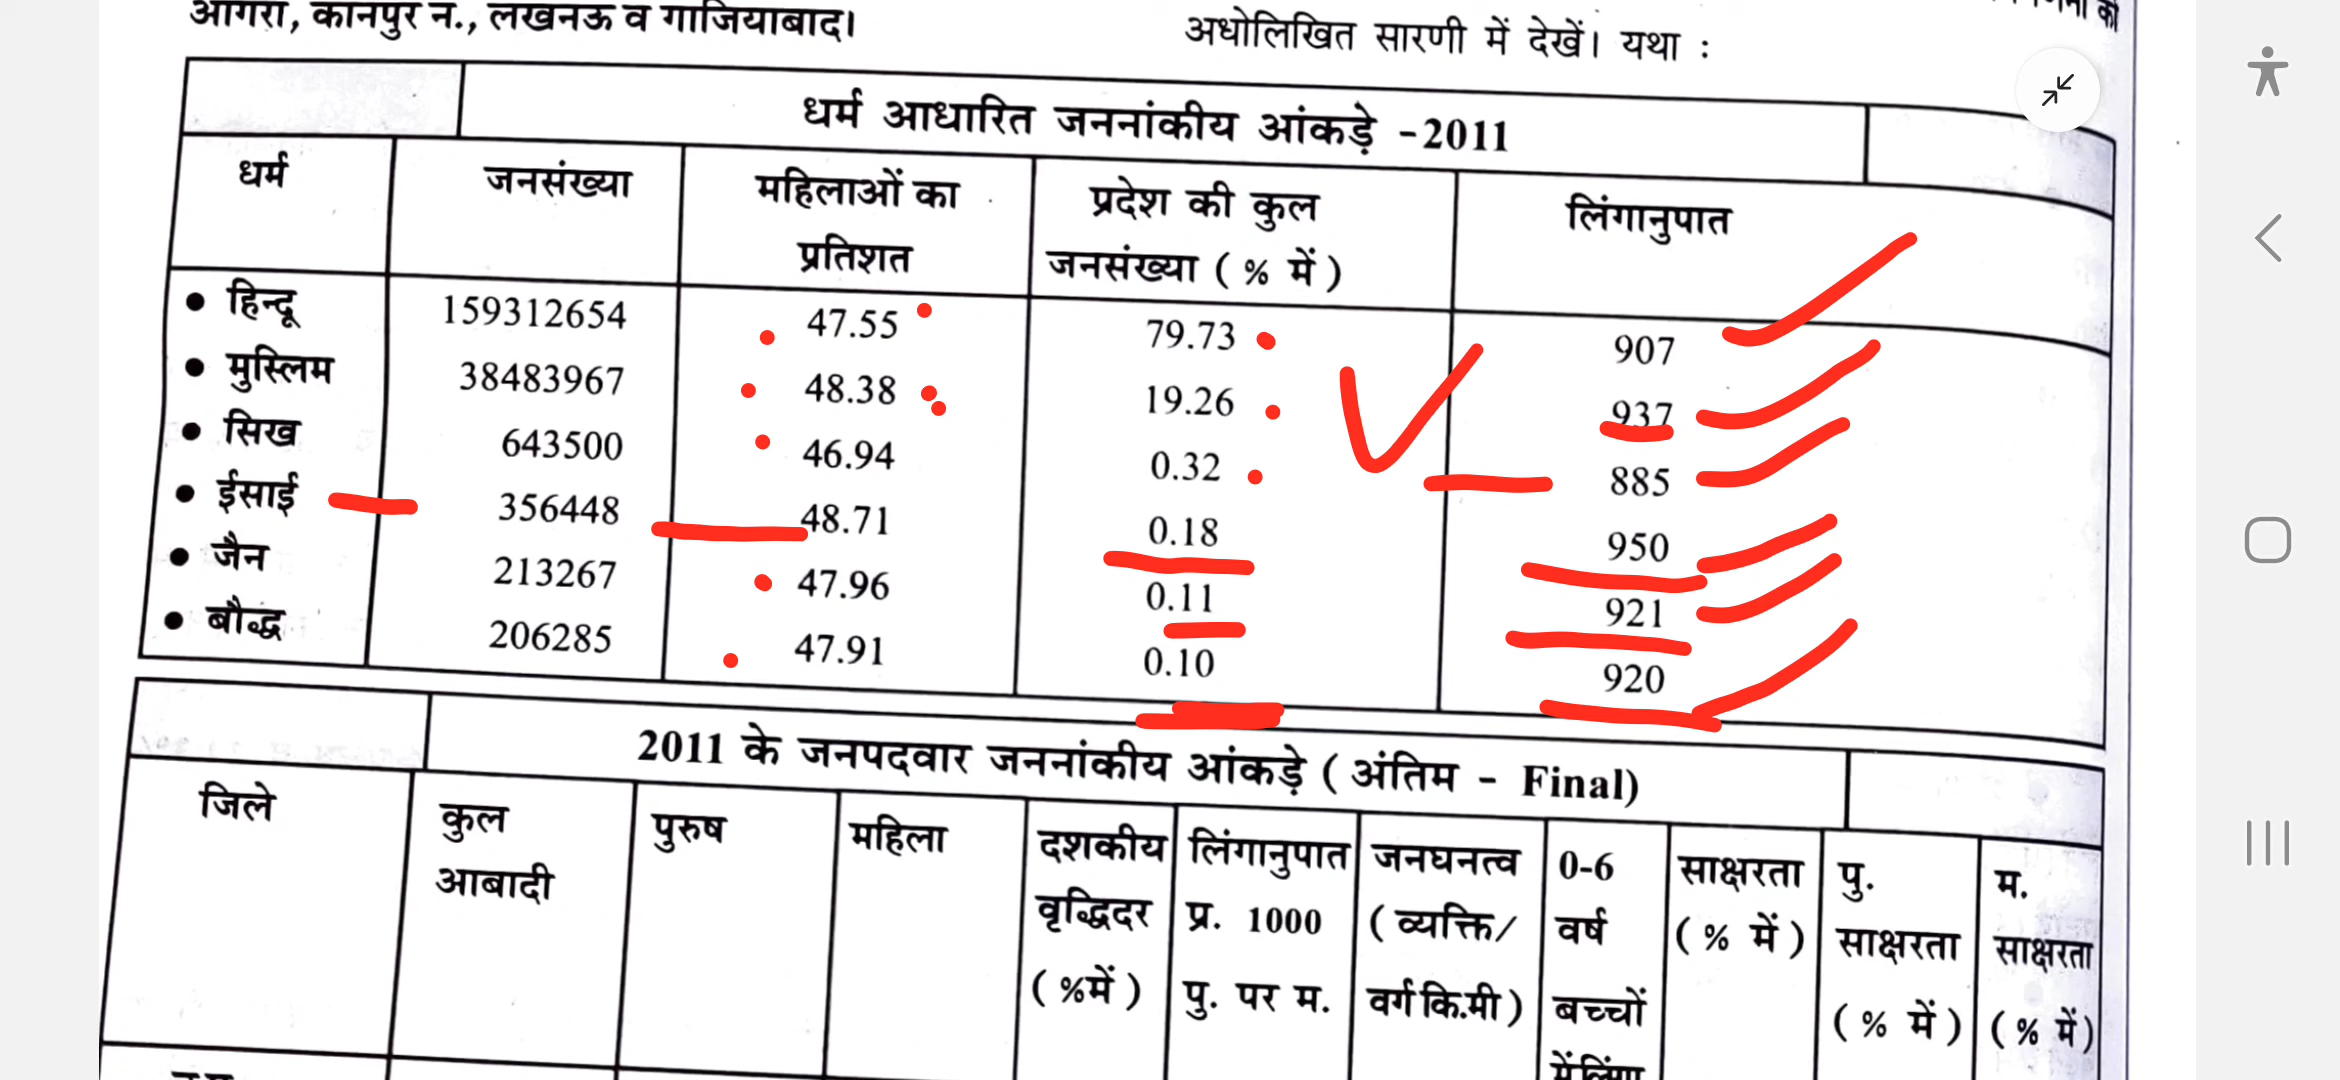 आगरा, कानपुर न., लखनऊ व गाजियाबाद।
अधोलिखित सारणी में देखें। यथा :
धर्म आधारित जननांकीय आंकड़े -2011
धर्म जनसंख्या महिलाओं का प्रतिशत प्रदेश की कुल जनसंख्या ( % में ) लिंगानुपात
• हिन्दू 159312654 47.55 79.73 907
• मुस्लिम 38483967 48.38 19.26 937
• सिख 643500 46.94 0.32 885
• ईसाई 356448 48.71 0.18 950
• जैन 213267 47.96 0.11 921
• बौद्ध 206285 47.91 0.10 920
2011 के जनपदवार जननांकीय आंकड़े ( अंतिम - Final)
जिले कुल आबादी पुरुष महिला दशकीय वृद्धिदर ( %में ) लिंगानुपात प्र. 1000 पु. पर म. जनघनत्व ( व्यक्ति/ वर्ग कि.मी ) 0-6 वर्ष बच्चों में साक्षरता ( % में ) पु. साक्षरता ( % में ) म. साक्षरता ( % में )